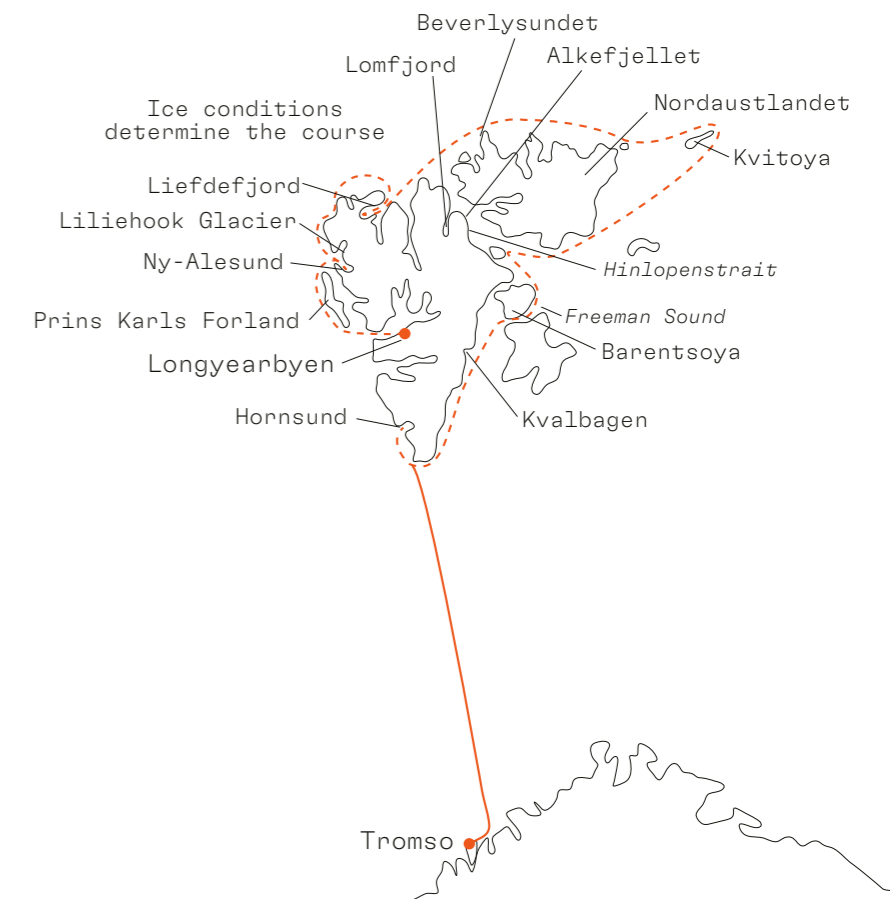 Beverlysundet
Alkefjellet
Lomfjord
Nordaustlandet
Ice conditions
determine the course
Kvitoya
Liefdefjord
Liliehook Glacier
Ny-Alesund
Hinlopenstrait
Prins Karls Forland
Freeman Sound
Barentsoya
Longyearbyen
Hornsund
Kvalbagen
Tromso